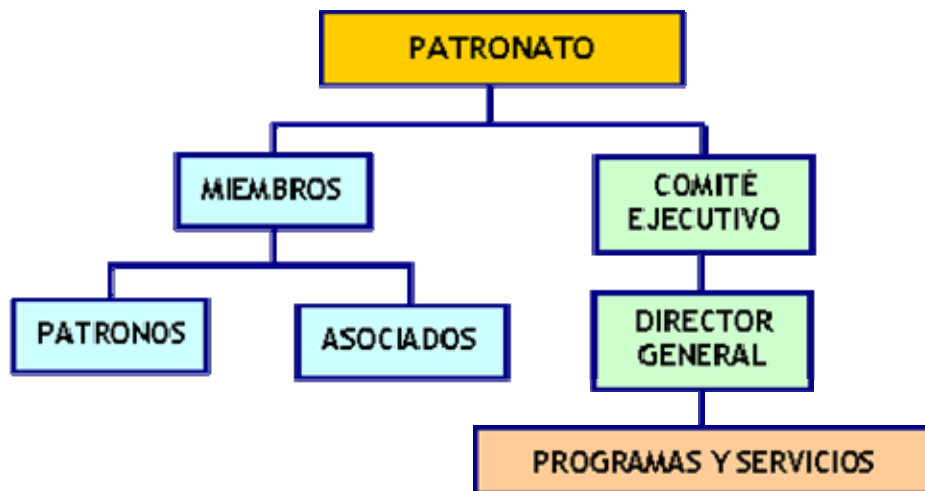 PATRONATO
MIEMBROS
COMITÉ
EJECUTIVO
PATRONOS
ASOCIADOS
DIRECTOR
GENERAL
PROGRAMAS Y SERVICIOS